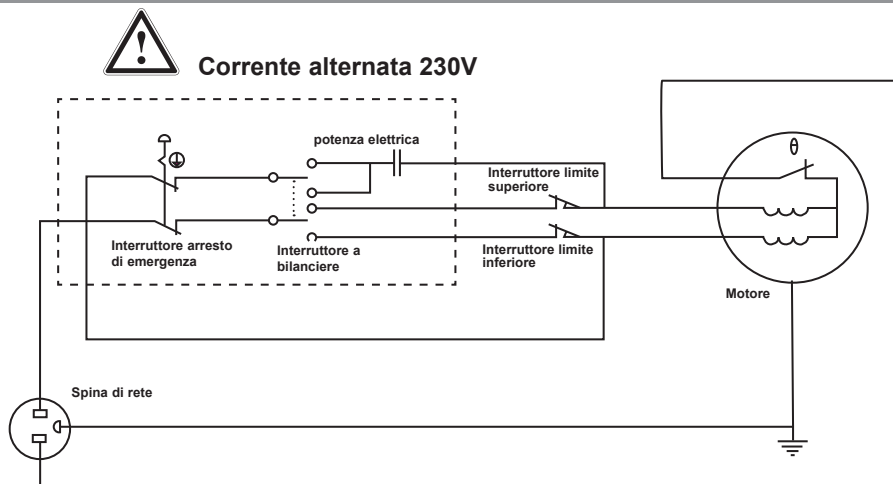 Corrente alternata 230V
potenza elettrica
Interruttore limite
superiore
θ
Interruttore arresto
di emergenza
Interruttore a
bilanciere
Interruttore limite
inferiore
Motore
Spina di rete